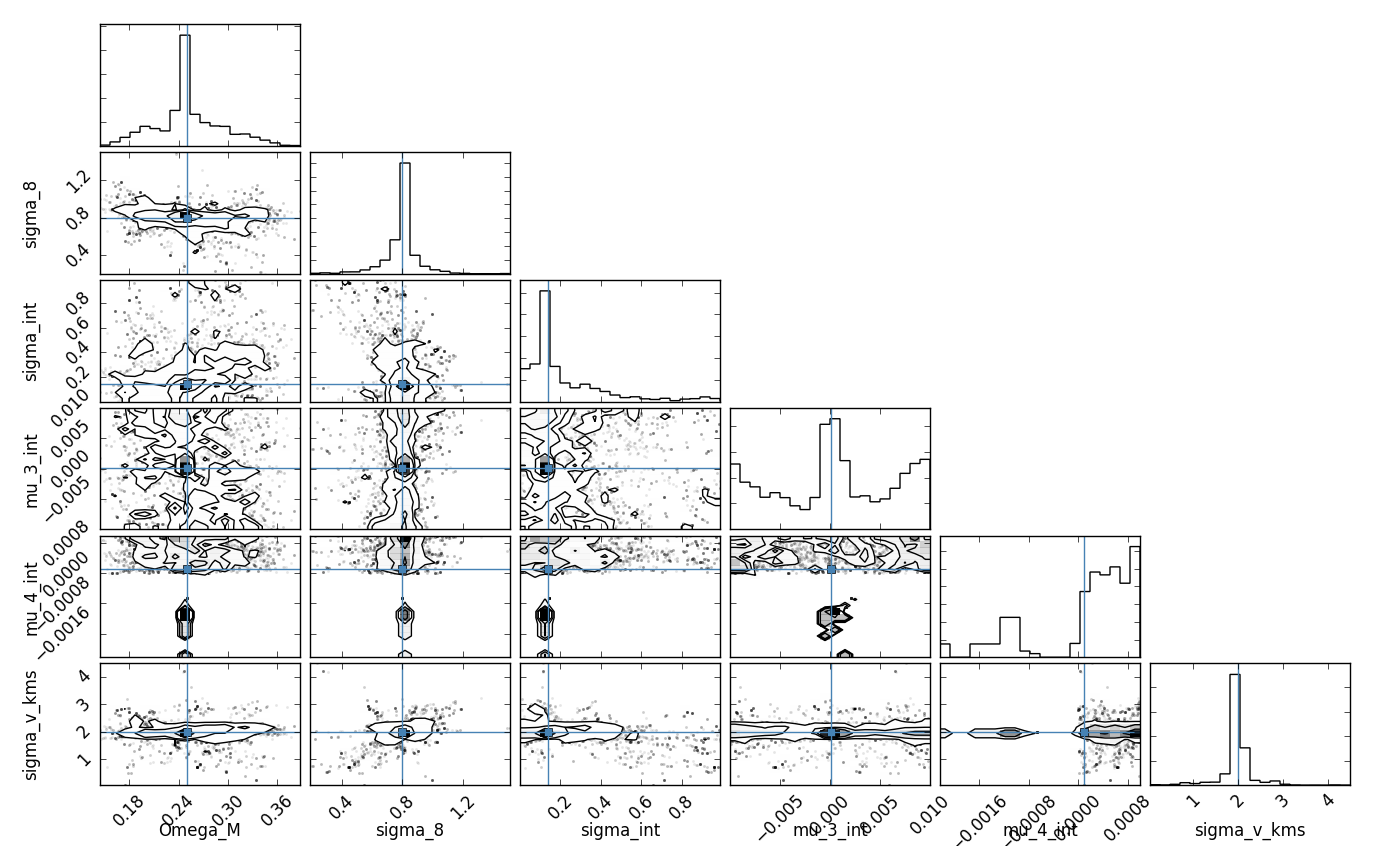 1.2
0.8
0.4
sigma_8
0.8
0.6
0.4
0.2
sigma_int
0.010
0.005
0.000
−0.005
mu_3_int
0.0008
0.0000
−0.0008
−0.0016
mu_4_int
4
3
2
1
sigma_v_kms
0.18 0.24 0.30 0.36
Omega_M
0.4 0.8 1.2
sigma_8
0.2 0.4 0.6 0.8
sigma_int
−0.005 0.000 0.005 0.010
mu_3_int
−0.0016 −0.0008 0.0000 0.0008
mu_4_int
1 2 3 4
sigma_v_kms